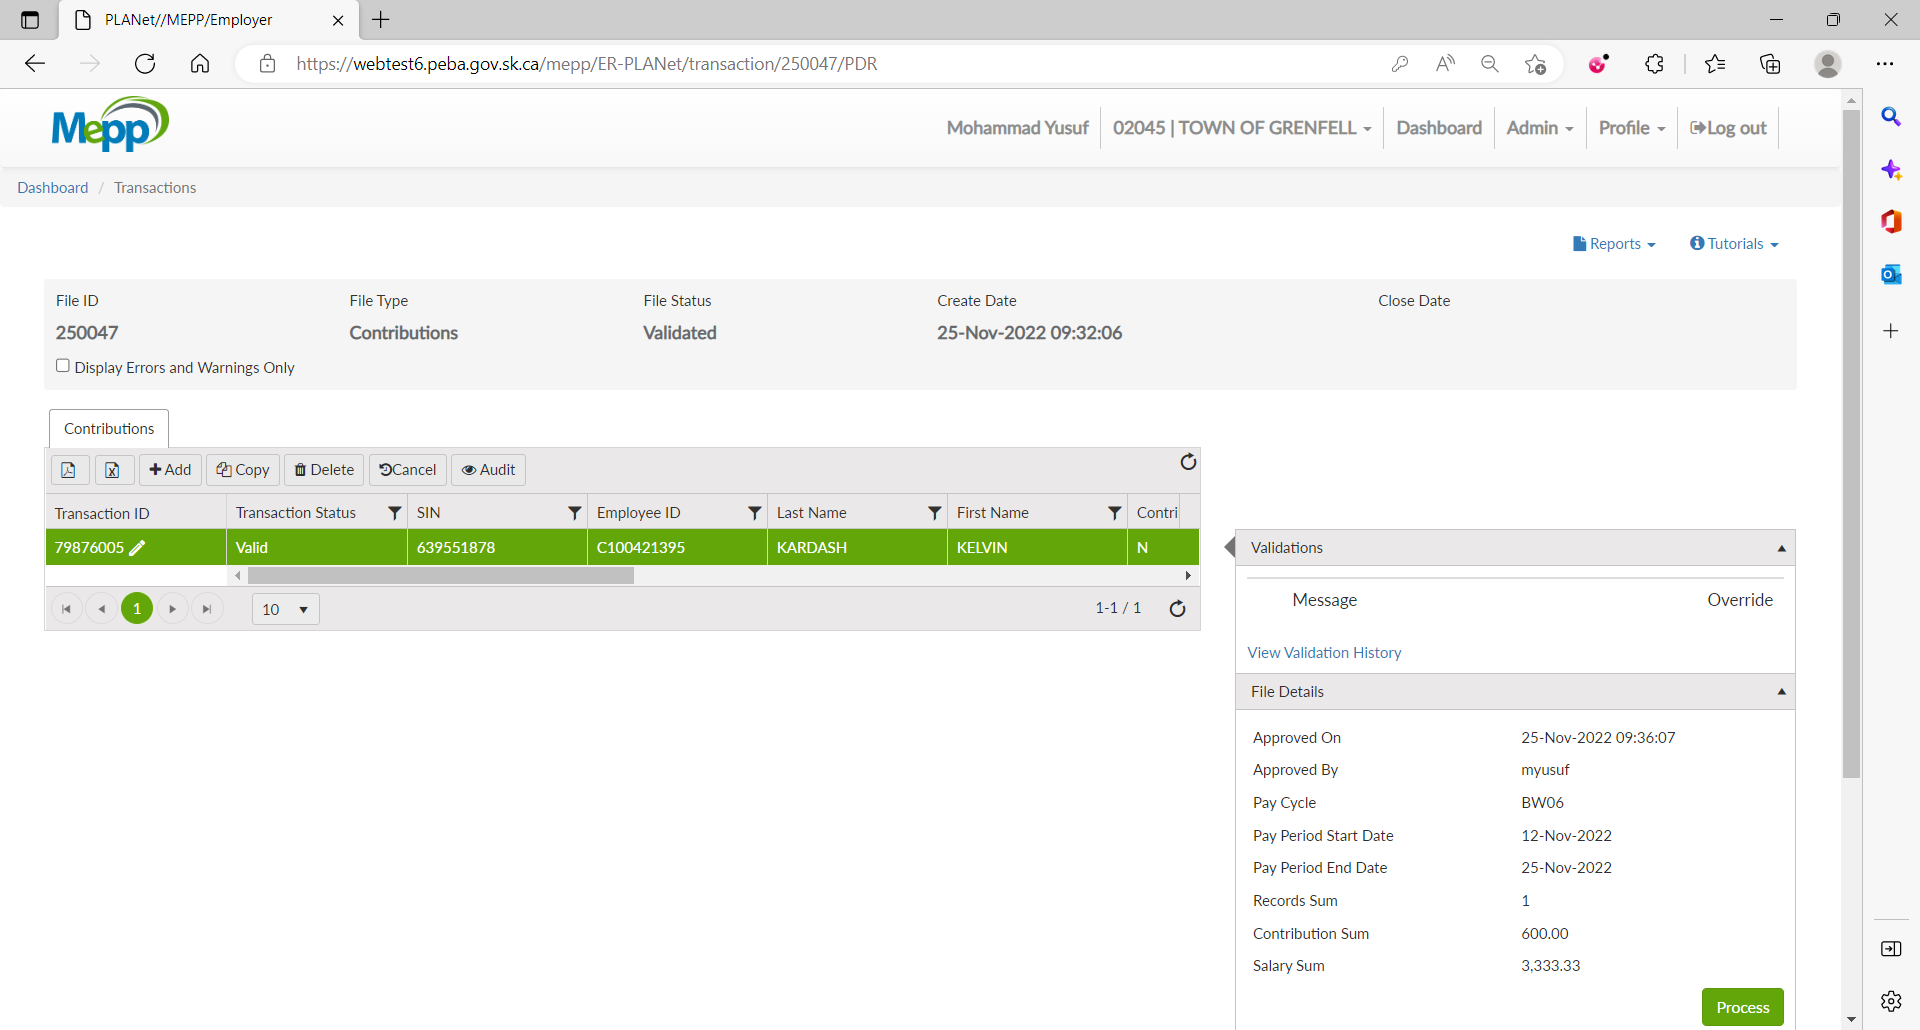 PLANet//MEPP/Employer
https://webtest6.peba.gov.sk.ca/mepp/ER-PLANet/transaction/250047/PDR
Mepp
Mohammad Yusuf
02045 | TOWN OF GRENFELL
Dashboard
Admin
Profile
Log out
Dashboard / Transactions
Reports
Tutorials
File ID
File Type
File Status
Create Date
Close Date
250047
Contributions
Validated
25-Nov-2022 09:32:06
Display Errors and Warnings Only
Contributions
Add
Copy
Delete
Cancel
Audit
Transaction ID
Transaction Status
SIN
Employee ID
Last Name
First Name
Contri
79876005
Valid
639551878
C100421395
KARDASH
KELVIN
N
1
10
1-1 / 1
Validations
Message
Override
View Validation History
File Details
Approved On 25-Nov-2022 09:36:07
Approved By myusuf
Pay Cycle BW06
Pay Period Start Date 12-Nov-2022
Pay Period End Date 25-Nov-2022
Records Sum 1
Contribution Sum 600.00
Salary Sum 3,333.33
Process